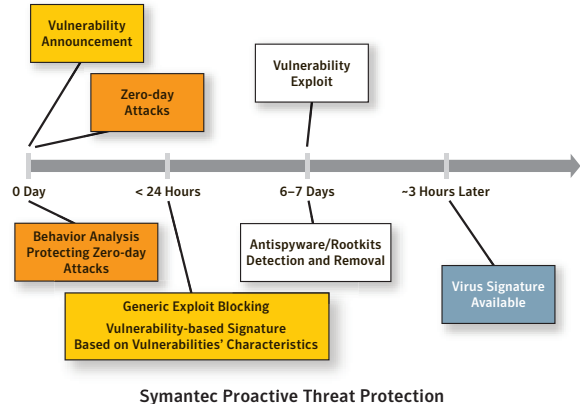 Vulnerability
Announcement
Zero-day
Attacks
Vulnerability
Exploit
0 Day
< 24 Hours
6–7 Days
~3 Hours Later
Behavior Analysis
Protecting Zero-day
Attacks
Antispyware/Rootkits
Detection and Removal
Virus Signature
Available
Generic Exploit Blocking
Vulnerability-based Signature
Based on Vulnerabilities’ Characteristics
Symantec Proactive Threat Protection